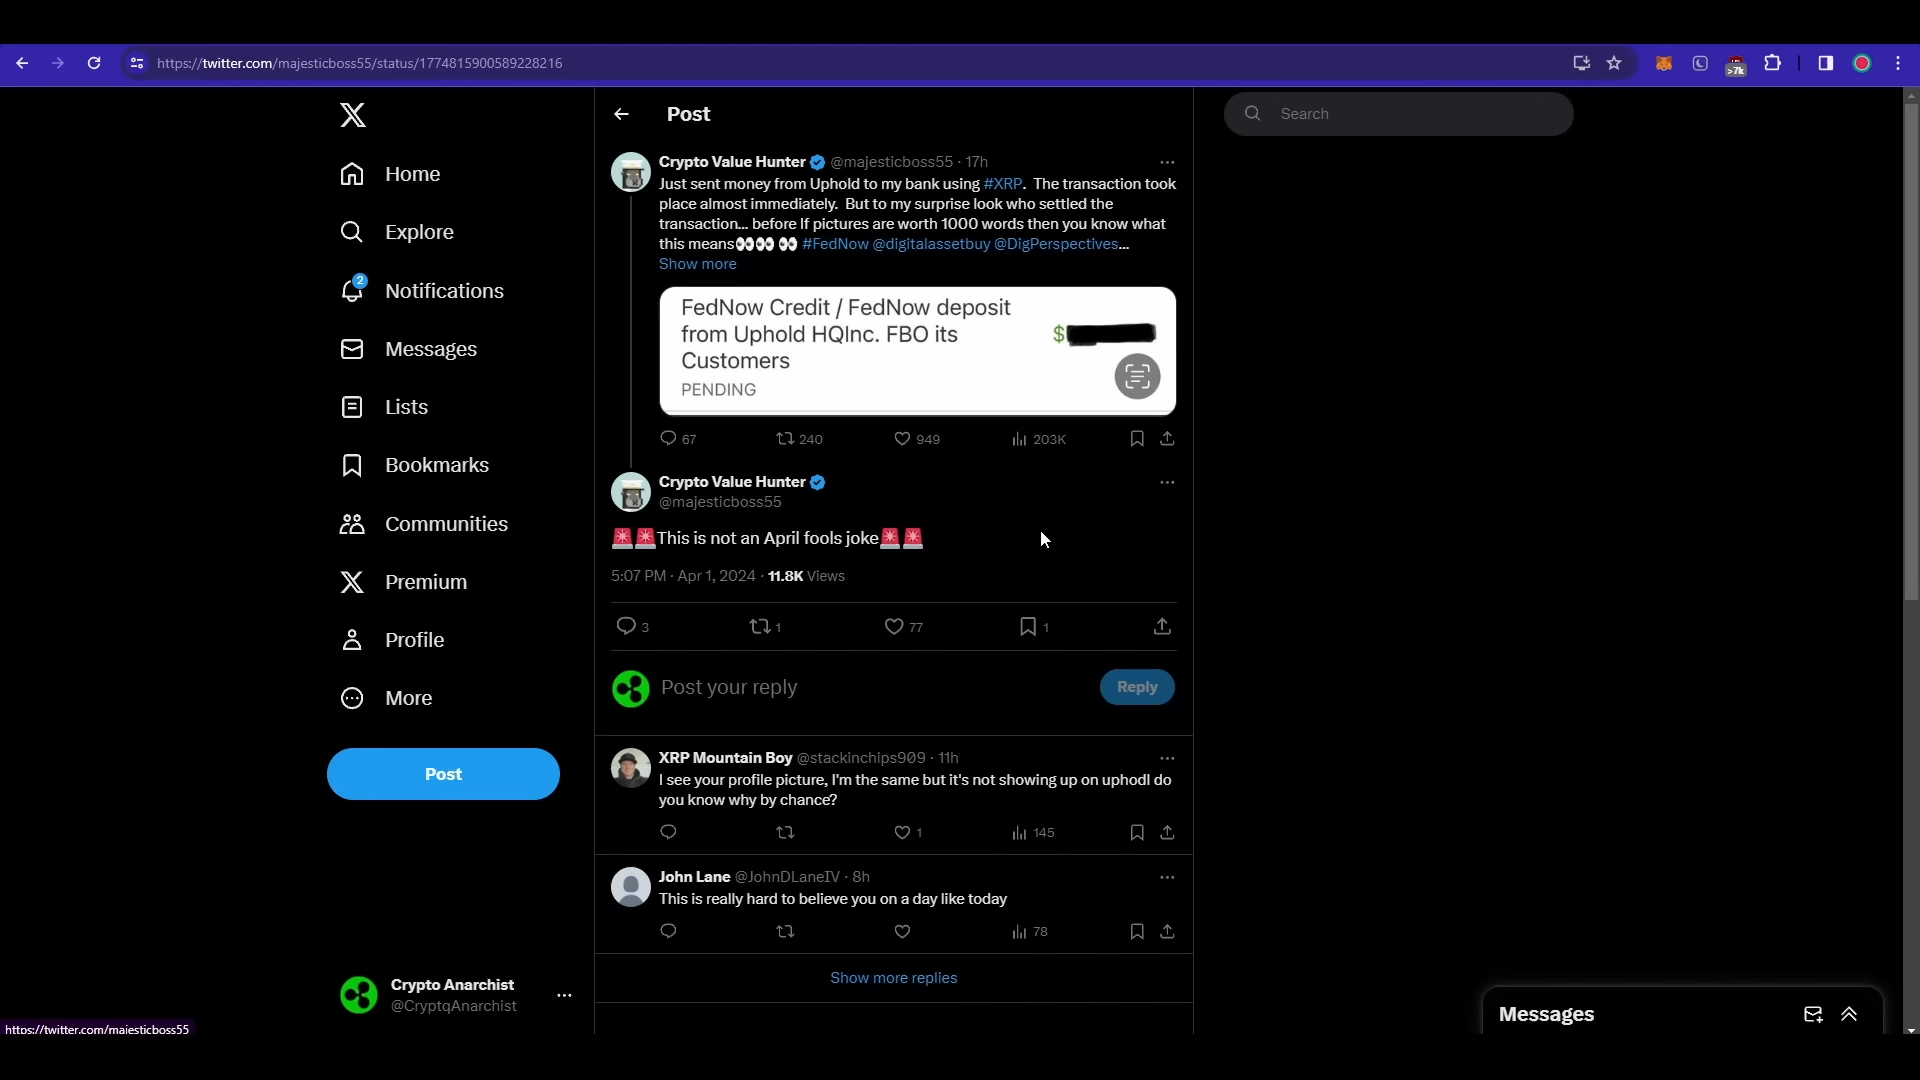 https://twitter.com/majesticboss55/status/1774815900589228216
>7k
Home
Explore
2
Notifications
Messages
Lists
Bookmarks
Communities
Premium
Profile
More
Post
Crypto Anarchist
@CryptqAnarchist
https://twitter.com/majesticboss55
Post
Search
Crypto Value Hunter @majesticboss55 · 17h
Just sent money from Uphold to my bank using #XRP. The transaction took
place almost immediately. But to my surprise look who settled the
transaction... before If pictures are worth 1000 words then you know what
this means👀👀 👀 #FedNow @digitalassetbuy @DigPerspectives...
Show more
FedNow Credit / FedNow deposit
from Uphold HQInc. FBO its
Customers
$
PENDING
67 240 949 203K
Crypto Value Hunter
@majesticboss55
🚨🚨This is not an April fools joke🚨🚨
5:07 PM · Apr 1, 2024 · 11.8K Views
3 1 77 1
Post your reply
Reply
XRP Mountain Boy @stackinchips909 · 11h
I see your profile picture, I'm the same but it's not showing up on uphodl do
you know why by chance?
1 145
John Lane @JohnDLaneIV · 8h
This is really hard to believe you on a day like today
78
Show more replies
Messages